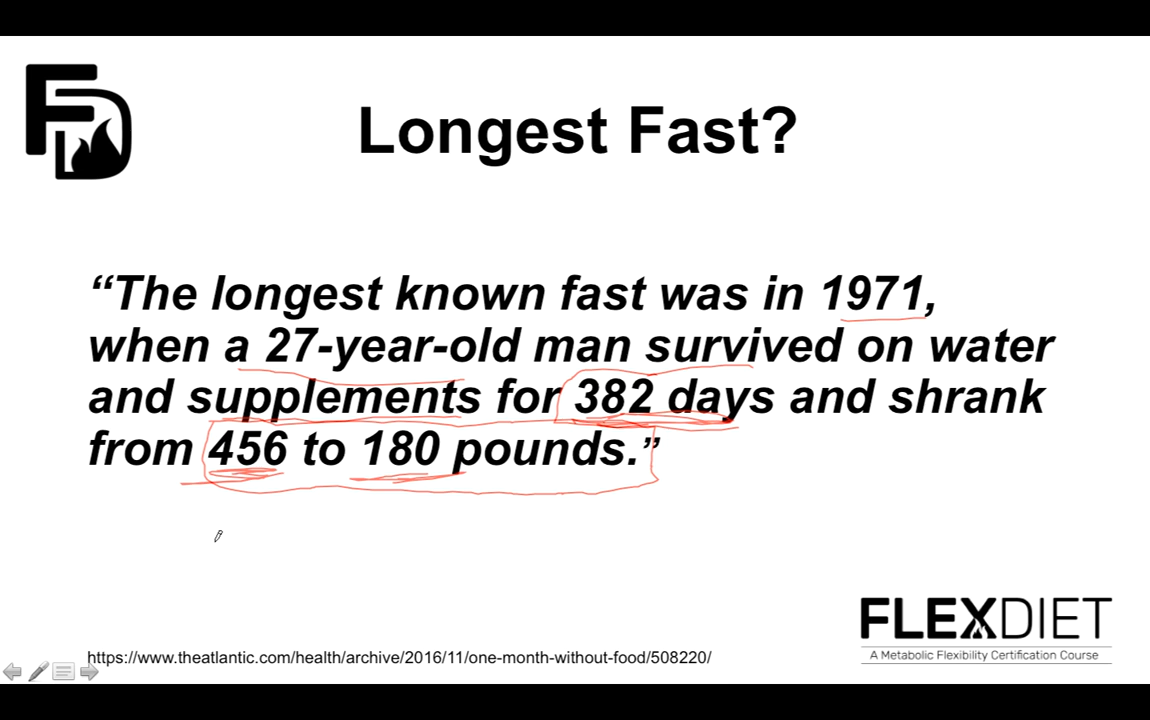 Longest Fast?
“The longest known fast was in 1971,
when a 27-year-old man survived on water
and supplements for 382 days and shrank
from 456 to 180 pounds.”
https://www.theatlantic.com/health/archive/2016/11/one-month-without-food/508220/
FLEXDIET
A Metabolic Flexibility Certification Course